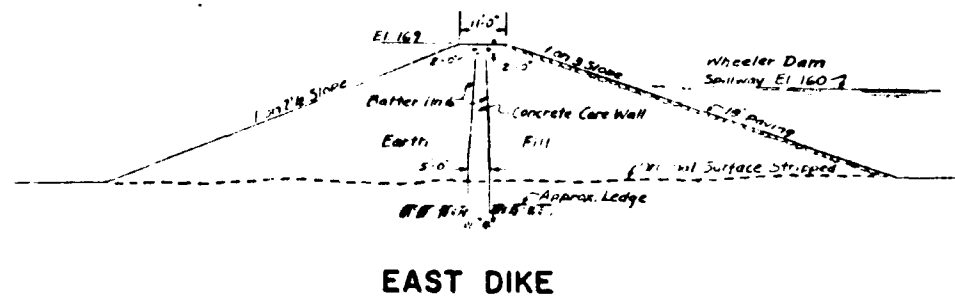 11'-0"
El. 169
2'-0"
2'-0"
1 on 2½ Slope
1 on 3 Slope
Wheeler Dam
Spillway El. 160
Batter 1 in 6
Concrete Core Wall
18" Paving
Earth
Fill
5'-0"
Surface Stripped
Approx. Ledge
EAST DIKE